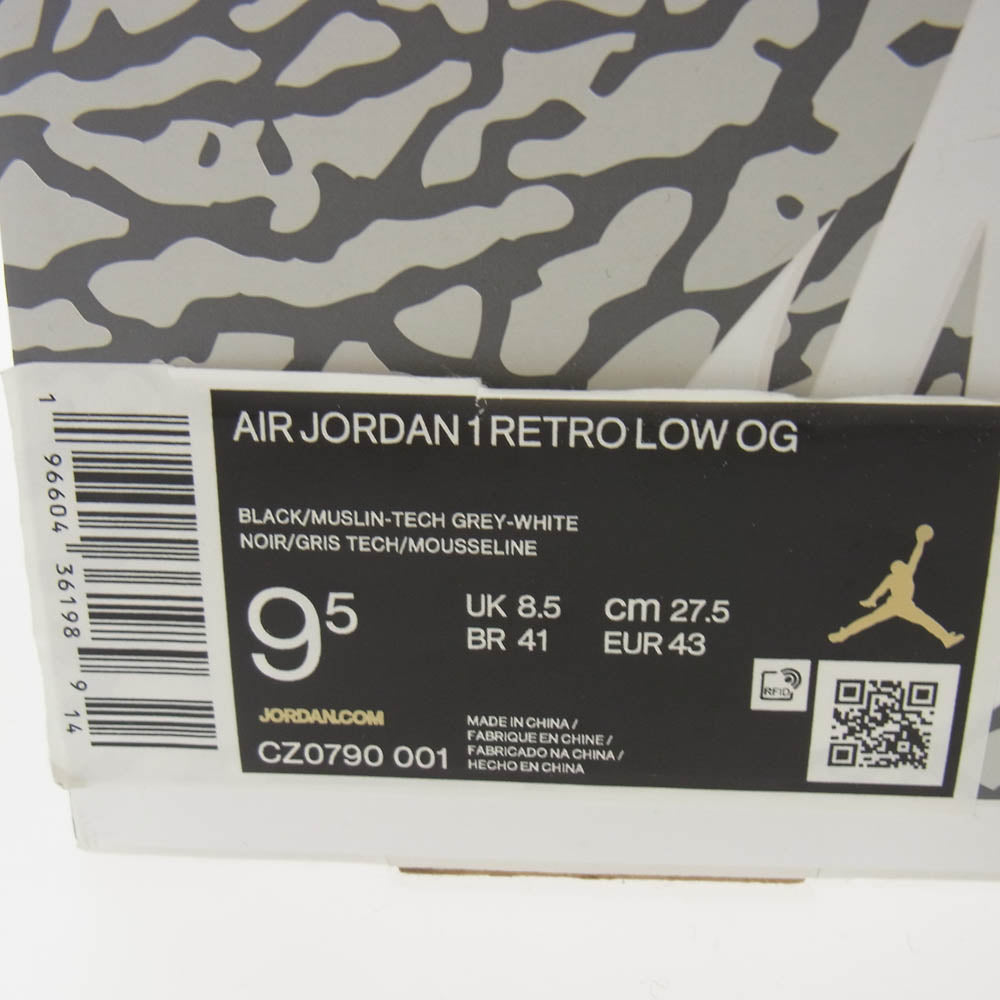 AIR JORDAN 1 RETRO LOW OG
BLACK/MUSLIN-TECH GREY-WHITE
NOIR/GRIS TECH/MOUSSELINE
9 5
UK 8.5 cm 27.5
BR 41 EUR 43
RFID
JORDAN.COM
CZ0790 001
MADE IN CHINA /
FABRIQUE EN CHINE /
FABRICADO NA CHINA /
HECHO EN CHINA
1 96604 36198 9 14